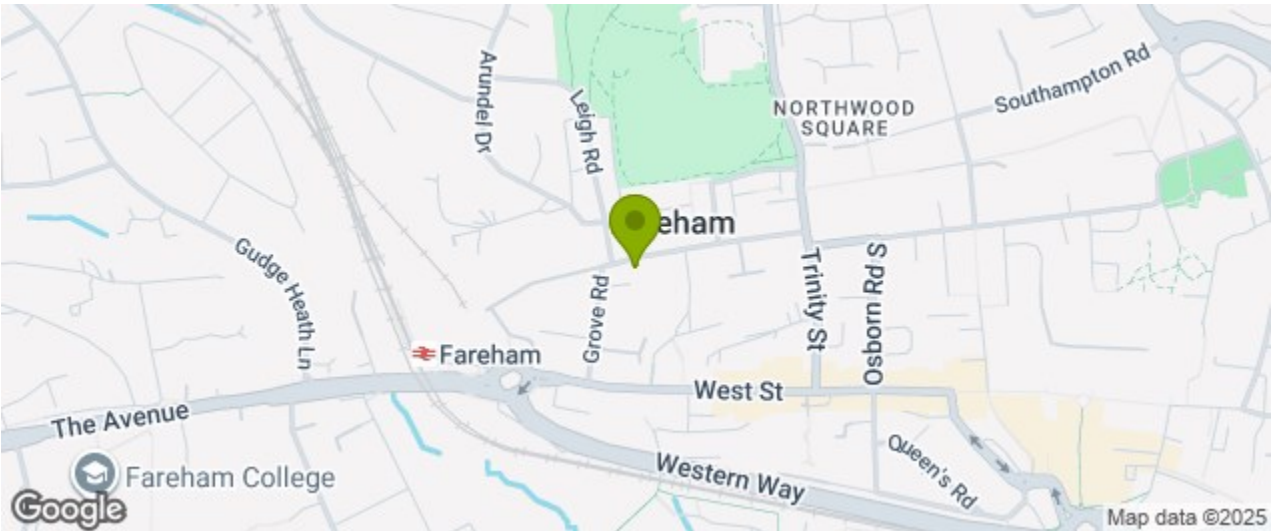 Arundel Dr
Leigh Rd
NORTHWOOD
SQUARE
Southampton Rd
eham
Gudge Heath Ln
Grove Rd
Trinity St
Osborn Rd S
Fareham
West St
The Avenue
Queen's Rd
Fareham College
Western Way
Google
Map data ©2025